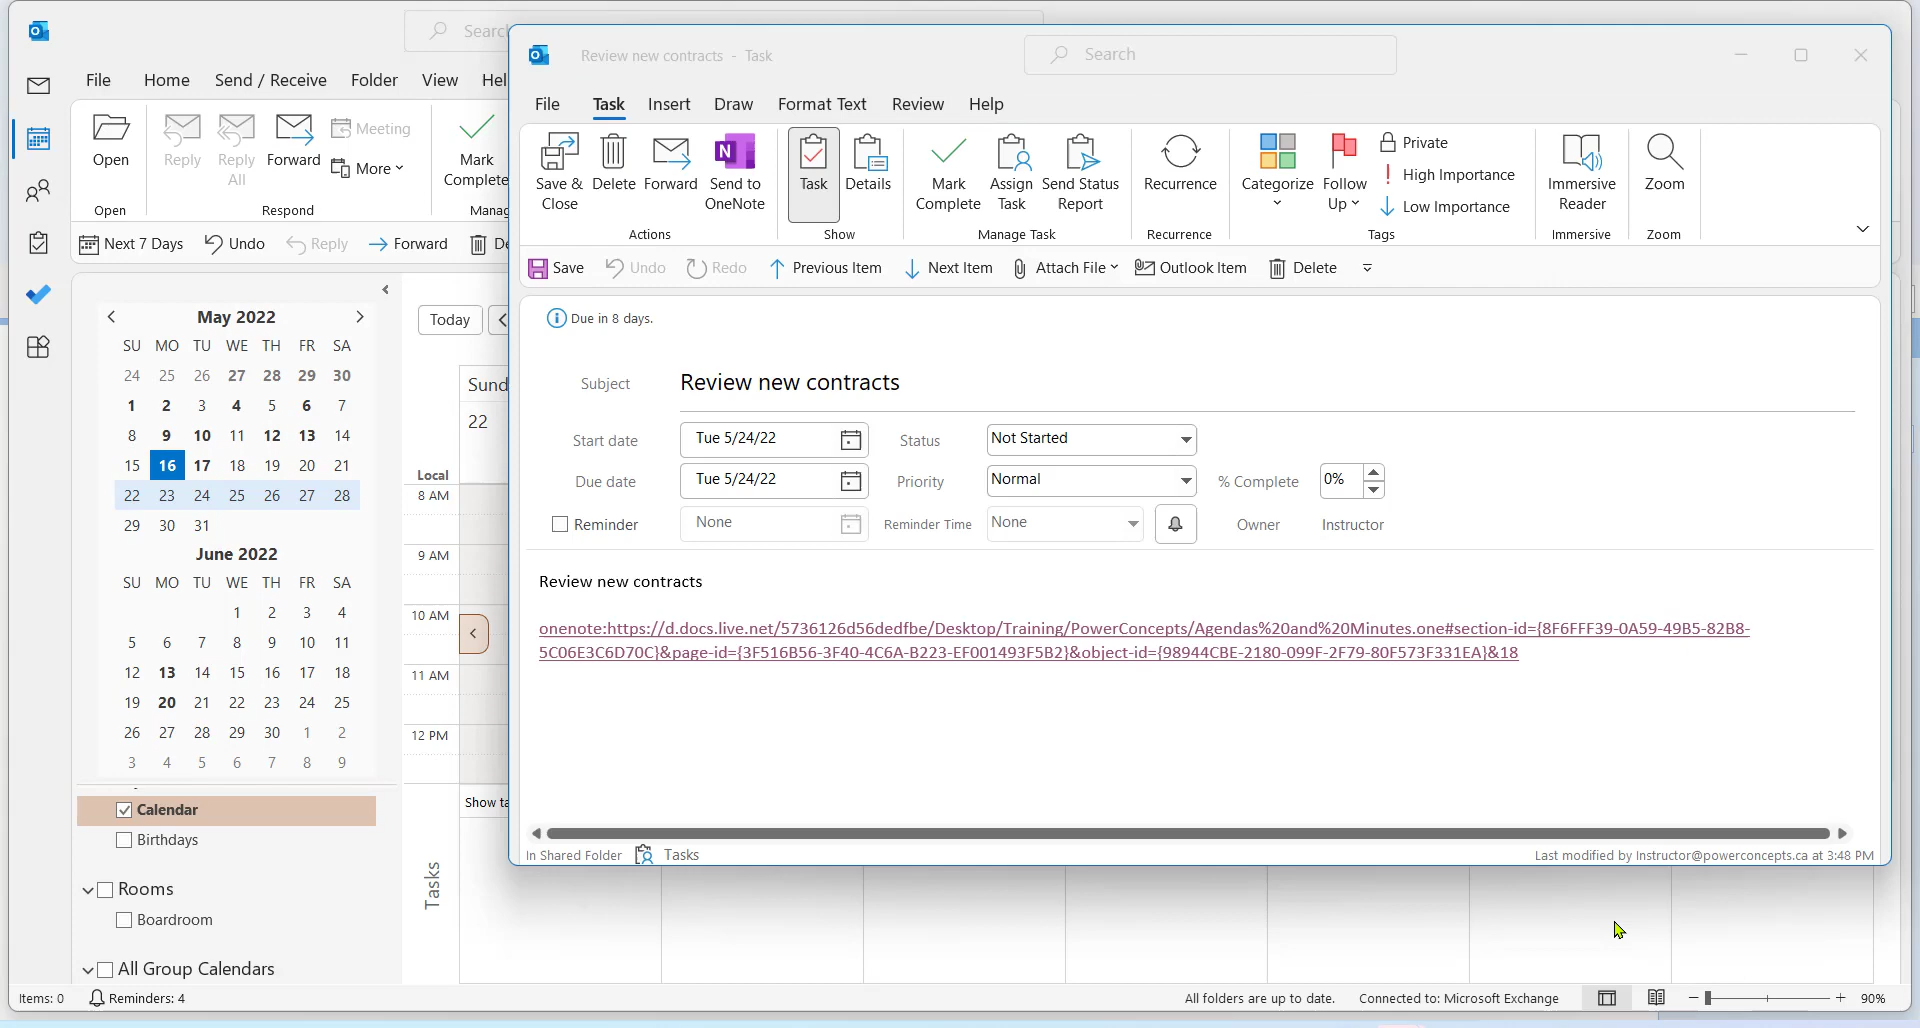 Search
File Home Send / Receive Folder View Hel
Open Reply Reply All Forward Meeting More Mark Complete
Open Respond Manag
Next 7 Days Undo Reply Forward De
May 2022
SU MO TU WE TH FR SA
24 25 26 27 28 29 30
1 2 3 4 5 6 7
8 9 10 11 12 13 14
15 16 17 18 19 20 21
22 23 24 25 26 27 28
29 30 31
June 2022
SU MO TU WE TH FR SA
1 2 3 4
5 6 7 8 9 10 11
12 13 14 15 16 17 18
19 20 21 22 23 24 25
26 27 28 29 30 1 2
3 4 5 6 7 8 9
Calendar
Birthdays
Rooms
Boardroom
All Group Calendars
Today
Sund
22
Local
8 AM
9 AM
10 AM
11 AM
12 PM
Show ta
Tasks
Review new contracts - Task
Search
File Task Insert Draw Format Text Review Help
Save & Close Delete Forward Send to OneNote Task Details Mark Complete Assign Task Send Status Report Recurrence Categorize Follow Up Immersive Reader Zoom
Private
High Importance
Low Importance
Actions Show Manage Task Recurrence Tags Immersive Zoom
Save Undo Redo Previous Item Next Item Attach File Outlook Item Delete
Due in 8 days.
Subject Review new contracts
Start date Tue 5/24/22 Status Not Started
Due date Tue 5/24/22 Priority Normal % Complete 0%
Reminder None Reminder Time None Owner Instructor
Review new contracts
onenote:https://d.docs.live.net/5736126d56dedfbe/Desktop/Training/PowerConcepts/Agendas%20and%20Minutes.one#section-id={8F6FFF39-0A59-49B5-82B8-
5C06E3C6D70C}&page-id={3F516B56-3F40-4C6A-B223-EF001493F5B2}&object-id={98944CBE-2180-099F-2F79-80F573F331EA}&18
In Shared Folder Tasks Last modified by Instructor@powerconcepts.ca at 3:48 PM
Items: 0 Reminders: 4 All folders are up to date. Connected to: Microsoft Exchange 90%